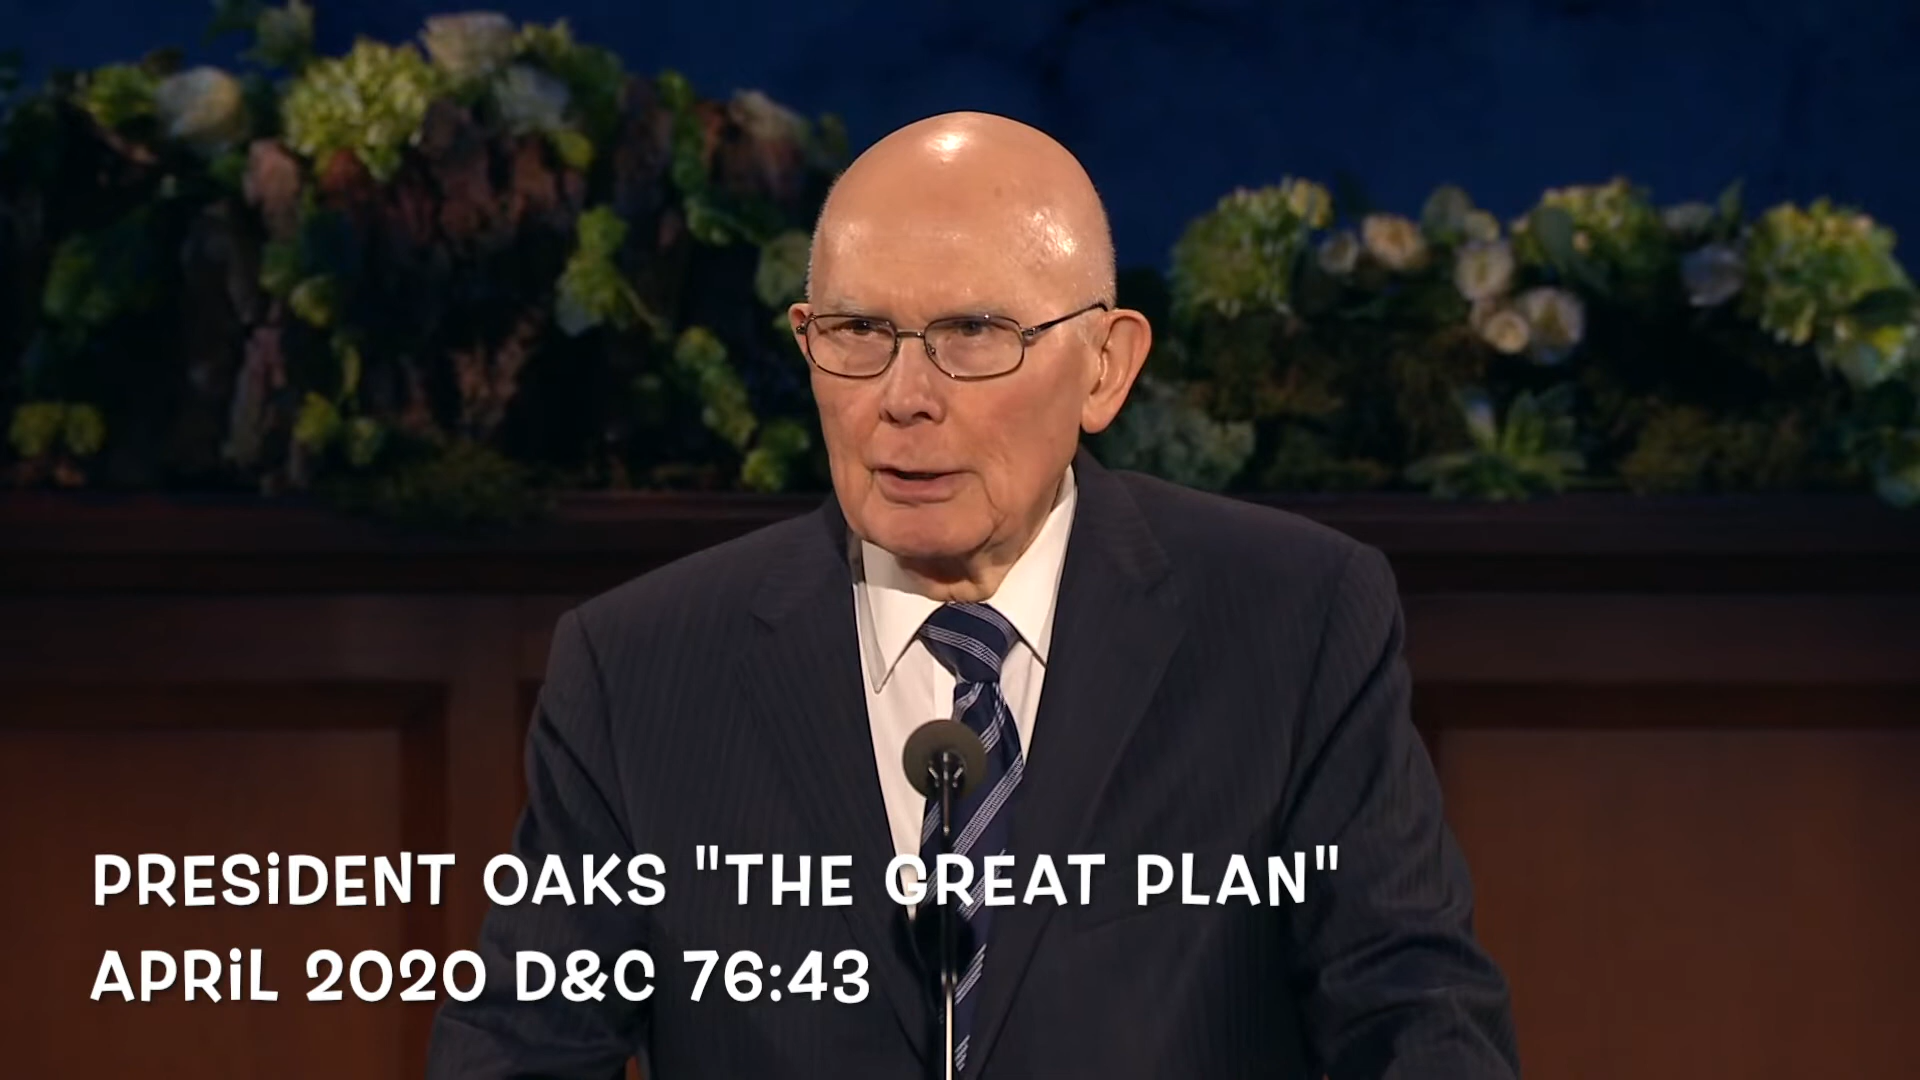 PRESiDENT OAKS "THE GREAT PLAN"
APRiL 2020 D&C 76:43